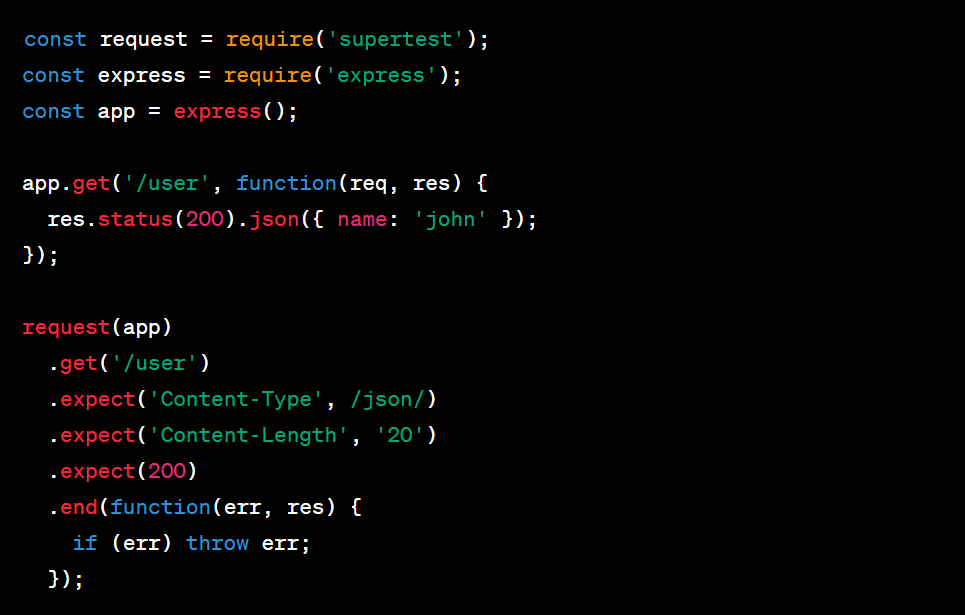 const request = require('supertest');
const express = require('express');
const app = express();

app.get('/user', function(req, res) {
  res.status(200).json({ name: 'john' });
});

request(app)
  .get('/user')
  .expect('Content-Type', /json/)
  .expect('Content-Length', '20')
  .expect(200)
  .end(function(err, res) {
    if (err) throw err;
  });